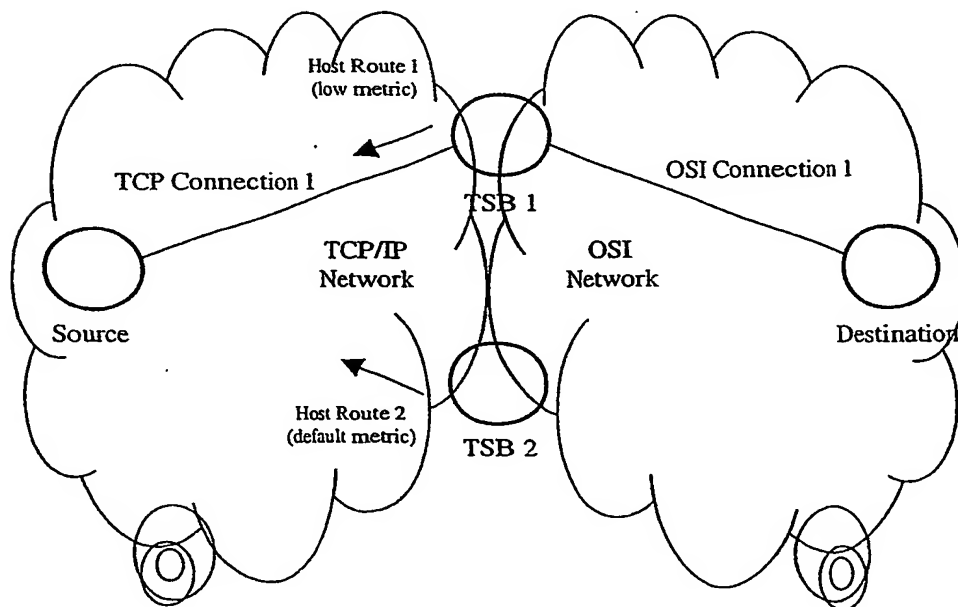 Host Route 1
(low metric)
TCP Connection 1
OSI Connection 1
TSB 1
TCP/IP
Network
OSI
Network
Source
Destination
Host Route 2
(default metric)
TSB 2